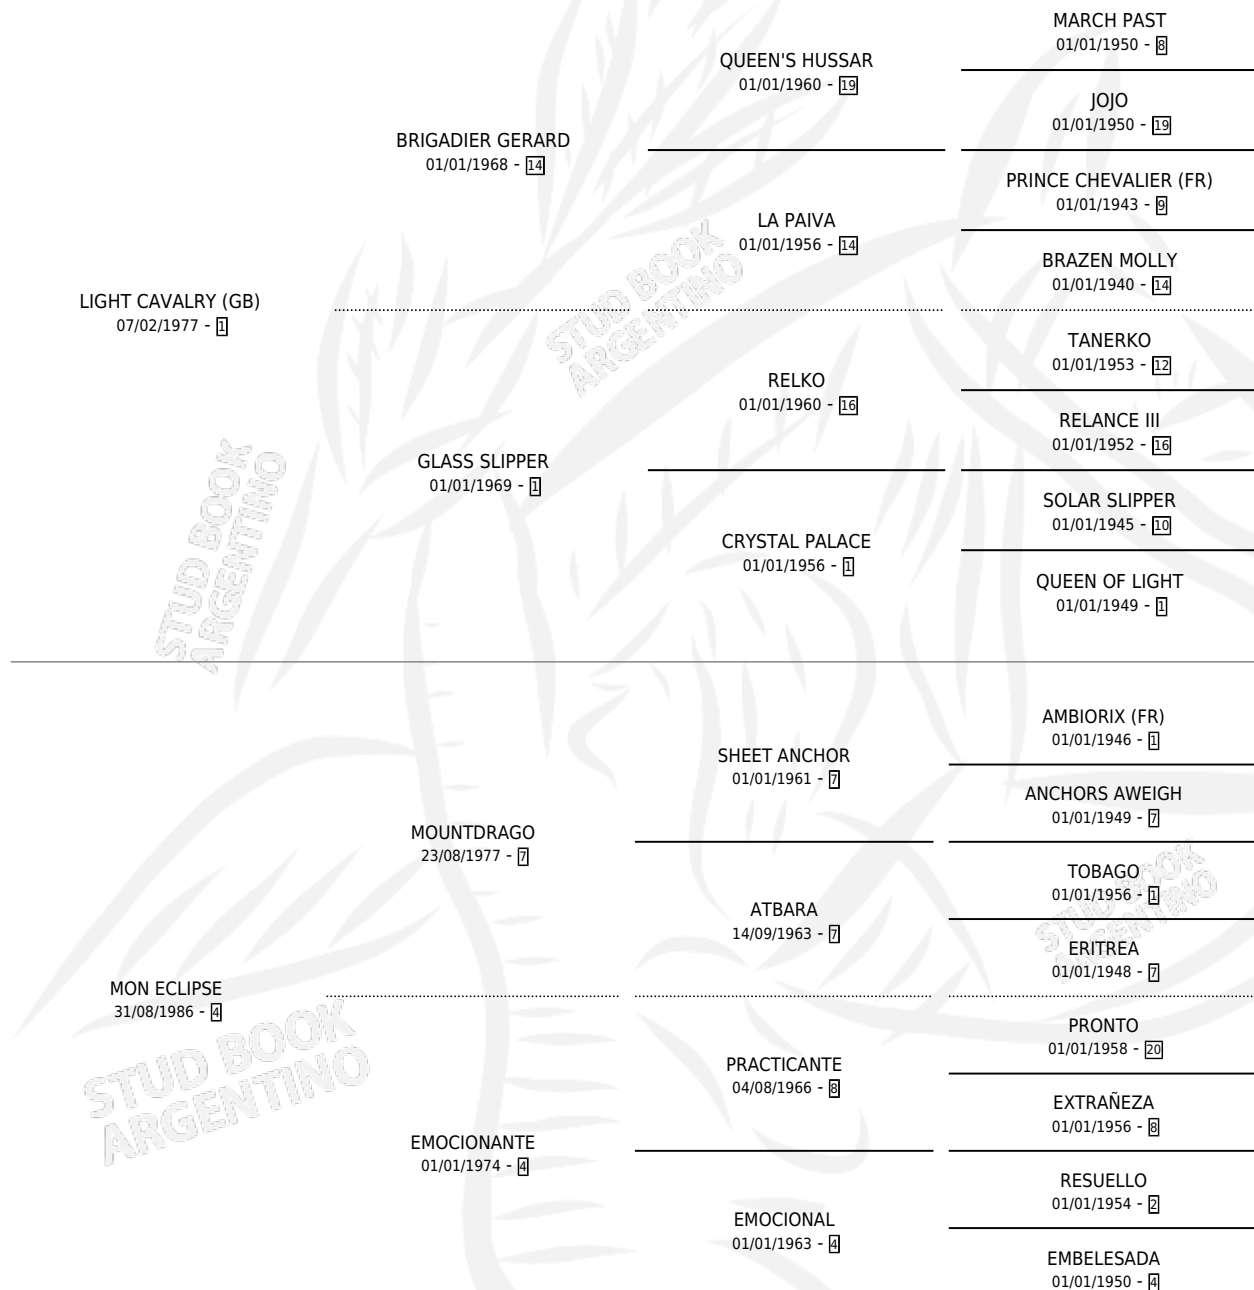 MARCH PAST
01/01/1950 - 8
QUEEN'S HUSSAR
01/01/1960 - 19
JOJO
01/01/1950 - 19
BRIGADIER GERARD
01/01/1968 - 14
PRINCE CHEVALIER (FR)
01/01/1943 - 9
LA PAIVA
01/01/1956 - 14
BRAZEN MOLLY
01/01/1940 - 14
LIGHT CAVALRY (GB)
07/02/1977 - 1
TANERKO
01/01/1953 - 12
RELKO
01/01/1960 - 16
RELANCE III
01/01/1952 - 16
GLASS SLIPPER
01/01/1969 - 1
SOLAR SLIPPER
01/01/1945 - 10
CRYSTAL PALACE
01/01/1956 - 1
QUEEN OF LIGHT
01/01/1949 - 1
AMBIORIX (FR)
01/01/1946 - 1
SHEET ANCHOR
01/01/1961 - 7
ANCHORS AWEIGH
01/01/1949 - 7
MOUNTDRAGO
23/08/1977 - 7
TOBAGO
01/01/1956 - 1
ATBARA
14/09/1963 - 7
ERITREA
01/01/1948 - 7
MON ECLIPSE
31/08/1986 - 4
PRONTO
01/01/1958 - 20
PRACTICANTE
04/08/1966 - 8
EXTRAÑEZA
01/01/1956 - 8
EMOCIONANTE
01/01/1974 - 4
RESUELLO
01/01/1954 - 2
EMOCIONAL
01/01/1963 - 4
EMBELESADA
01/01/1950 - 4
STUD BOOK
ARGENTINO
STUD BOOK
ARGENTINO
STUD BOOK
ARGENTINO
STUD BOOK
ARGENTINO